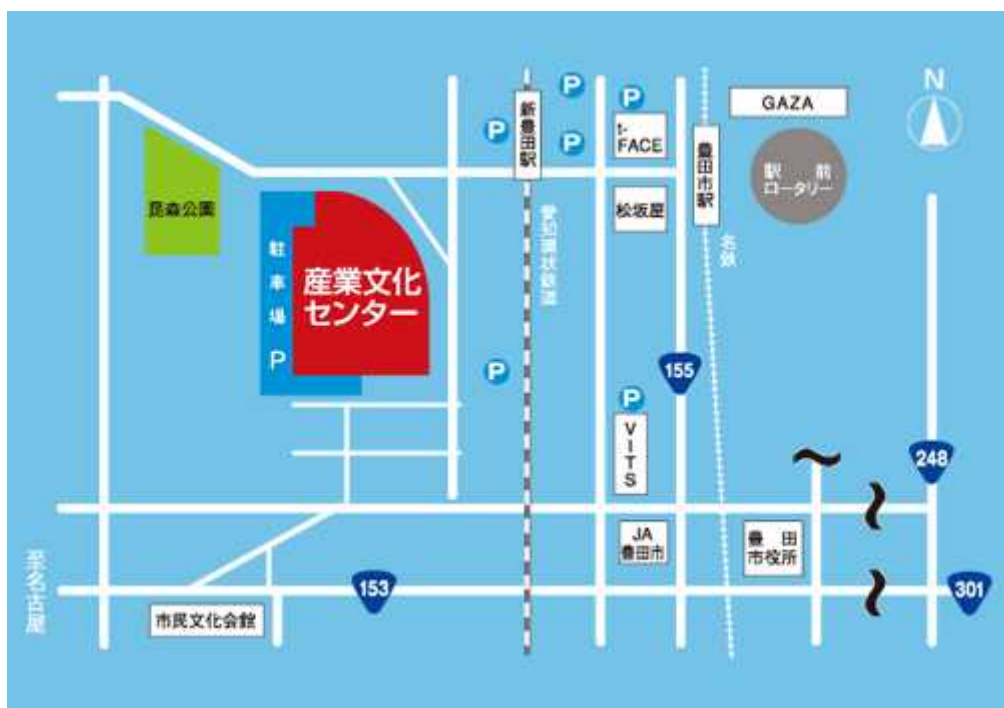 N
GAZA
P
P
P
P
新豊田駅
t-
FACE
豊田市駅
駅前
ロータリー
毘森公園
松坂屋
愛知環状鉄道
名鉄
駐車場P
産業文化
センター
P
155
P
VITS
248
JA
豊田市
豊田
市役所
至名古屋
153
301
市民文化会館